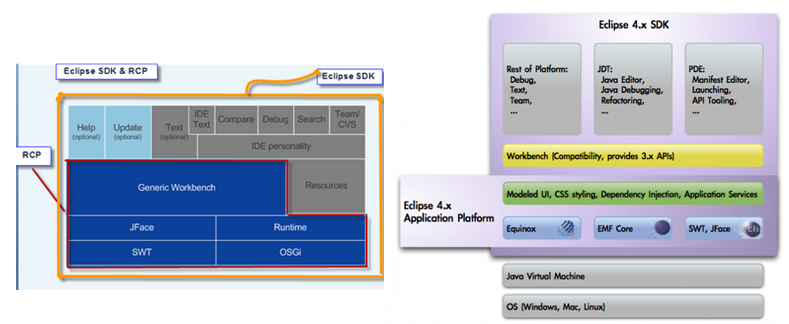 Eclipse SDK & RCP
Eclipse SDK
Help
(optional)
Update
(optional)
Text
(optional)
IDE
Text
Compare
Debug
Search
Team/
CVS
IDE personality
RCP
Generic Workbench
Resources
JFace
Runtime
SWT
OSGi
Eclipse 4.x SDK
Rest of Platform:
Debug,
Text,
Team,
...
JDT:
Java Editor,
Java Debugging,
Refactoring,
...
PDE:
Manifest Editor,
Launching,
API Tooling,
...
Workbench (Compatibility, provides 3.x APIs)
Eclipse 4.x
Application Platform
Modeled UI, CSS styling, Dependency Injection, Application Services
Equinox
EMF Core
SWT, JFace
ecli
Java Virtual Machine
OS (Windows, Mac, Linux)